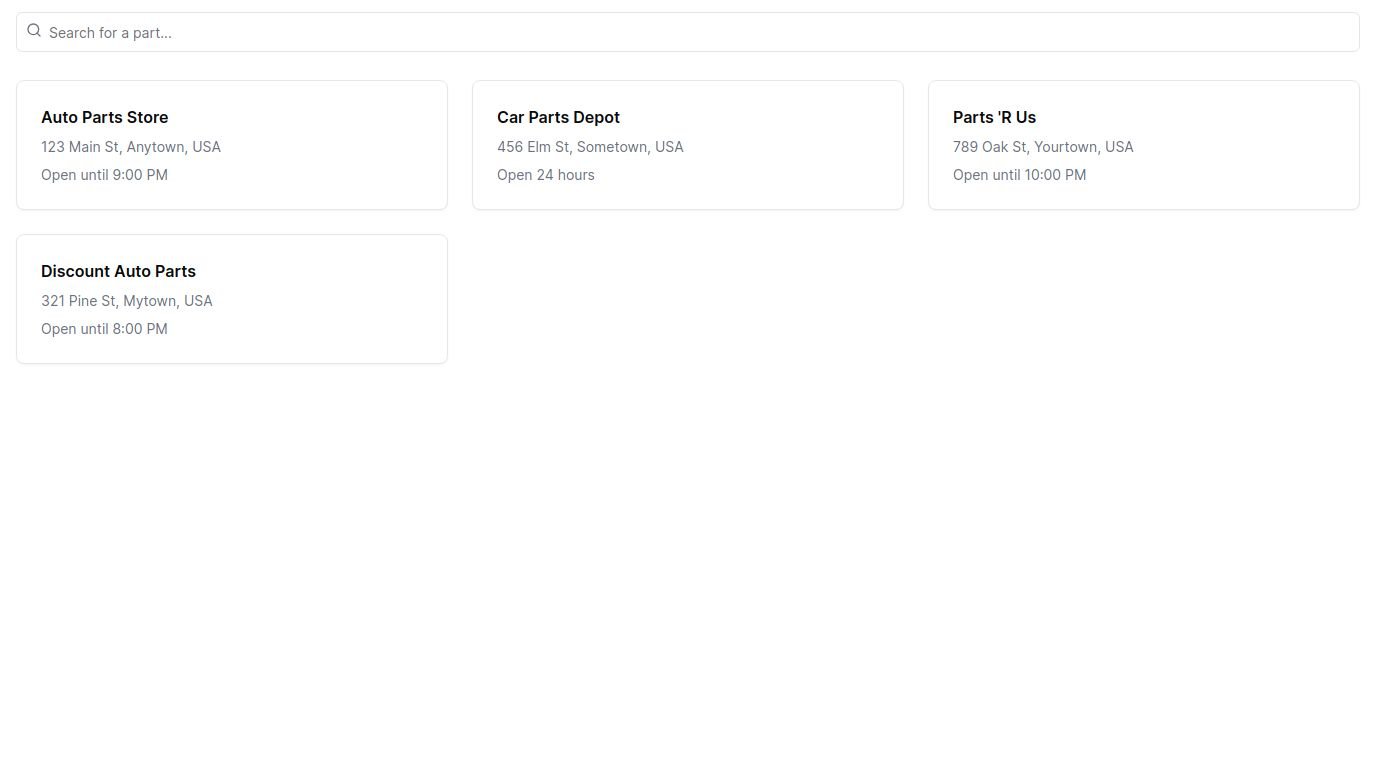 Search for a part...
Auto Parts Store
123 Main St, Anytown, USA
Open until 9:00 PM
Car Parts Depot
456 Elm St, Sometown, USA
Open 24 hours
Parts 'R Us
789 Oak St, Yourtown, USA
Open until 10:00 PM
Discount Auto Parts
321 Pine St, Mytown, USA
Open until 8:00 PM